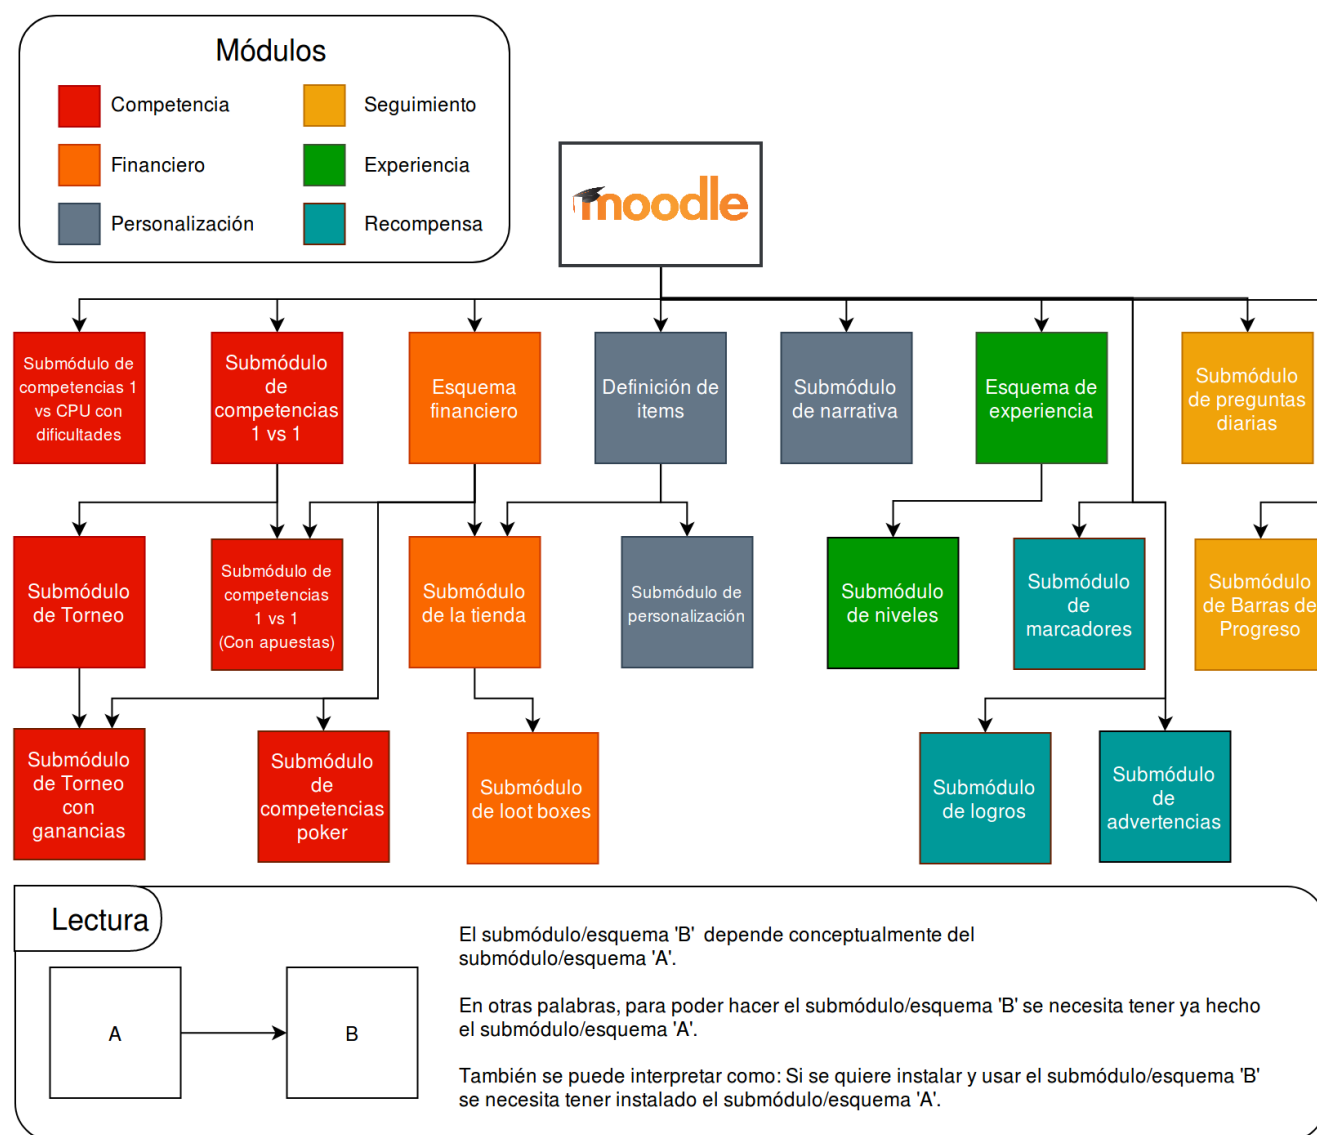 Módulos
Competencia
Seguimiento
Financiero
Experiencia
Personalización
Recompensa
moodle
Submódulo de
competencias 1
vs CPU con
dificultades
Submódulo
de
competencias
1 vs 1
Esquema
financiero
Definición de
items
Submódulo
de narrativa
Esquema de
experiencia
Submódulo
de preguntas
diarias
Submódulo
de Torneo
Submódulo de
competencias
1 vs 1
(Con apuestas)
Submódulo
de la tienda
Submódulo de
personalización
Submódulo
de niveles
Submódulo
de
marcadores
Submódulo
de Barras de
Progreso
Submódulo
de Torneo
con
ganancias
Submódulo
de
competencias
poker
Submódulo
de loot boxes
Submódulo
de logros
Submódulo
de
advertencias
Lectura
A
B
El submódulo/esquema 'B' depende conceptualmente del
submódulo/esquema 'A'.
En otras palabras, para poder hacer el submódulo/esquema 'B' se necesita tener ya hecho
el submódulo/esquema 'A'.
También se puede interpretar como: Si se quiere instalar y usar el submódulo/esquema 'B'
se necesita tener instalado el submódulo/esquema 'A'.